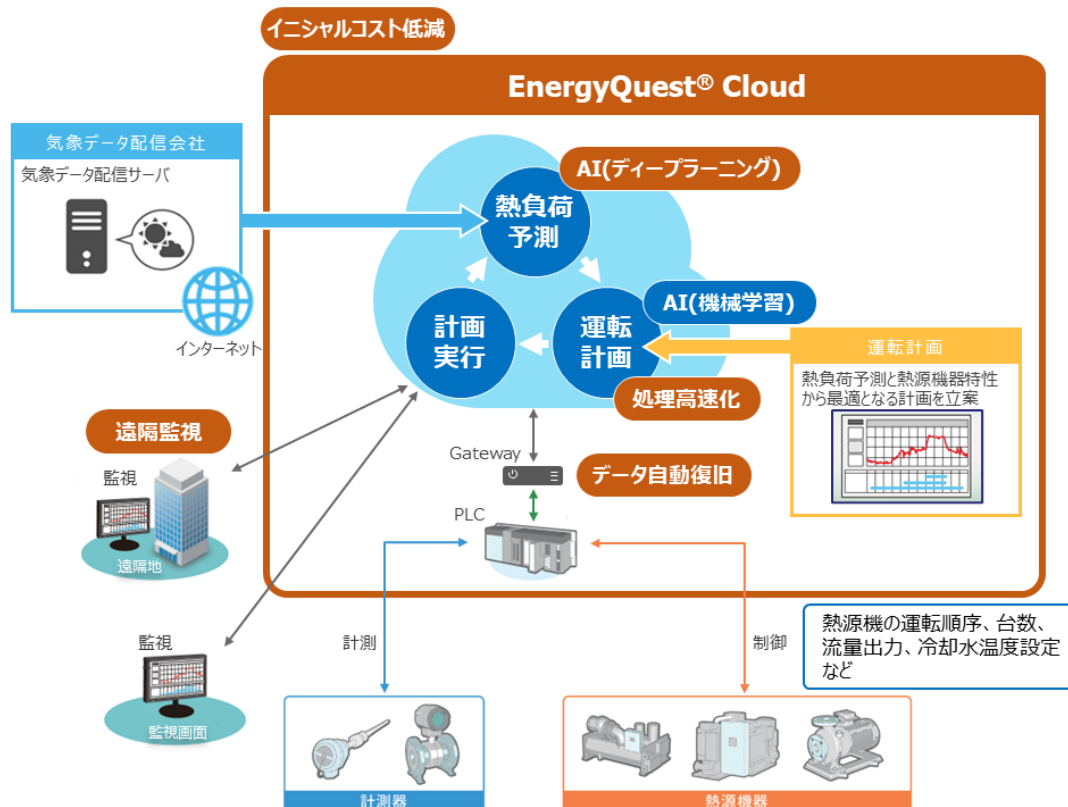 イニシャルコスト低減
EnergyQuest® Cloud
気象データ配信会社
気象データ配信サーバ
インターネット
AI(ディープラーニング)
熱負荷
予測
AI(機械学習)
計画
実行
運転
計画
処理高速化
運転計画
熱負荷予測と熱源機器特性
から最適となる計画を立案
遠隔監視
監視
遠隔地
Gateway
データ自動復旧
PLC
監視
監視画面
計測
制御
熱源機の運転順序、台数、
流量出力、冷却水温度設定
など
計測器
熱源機器